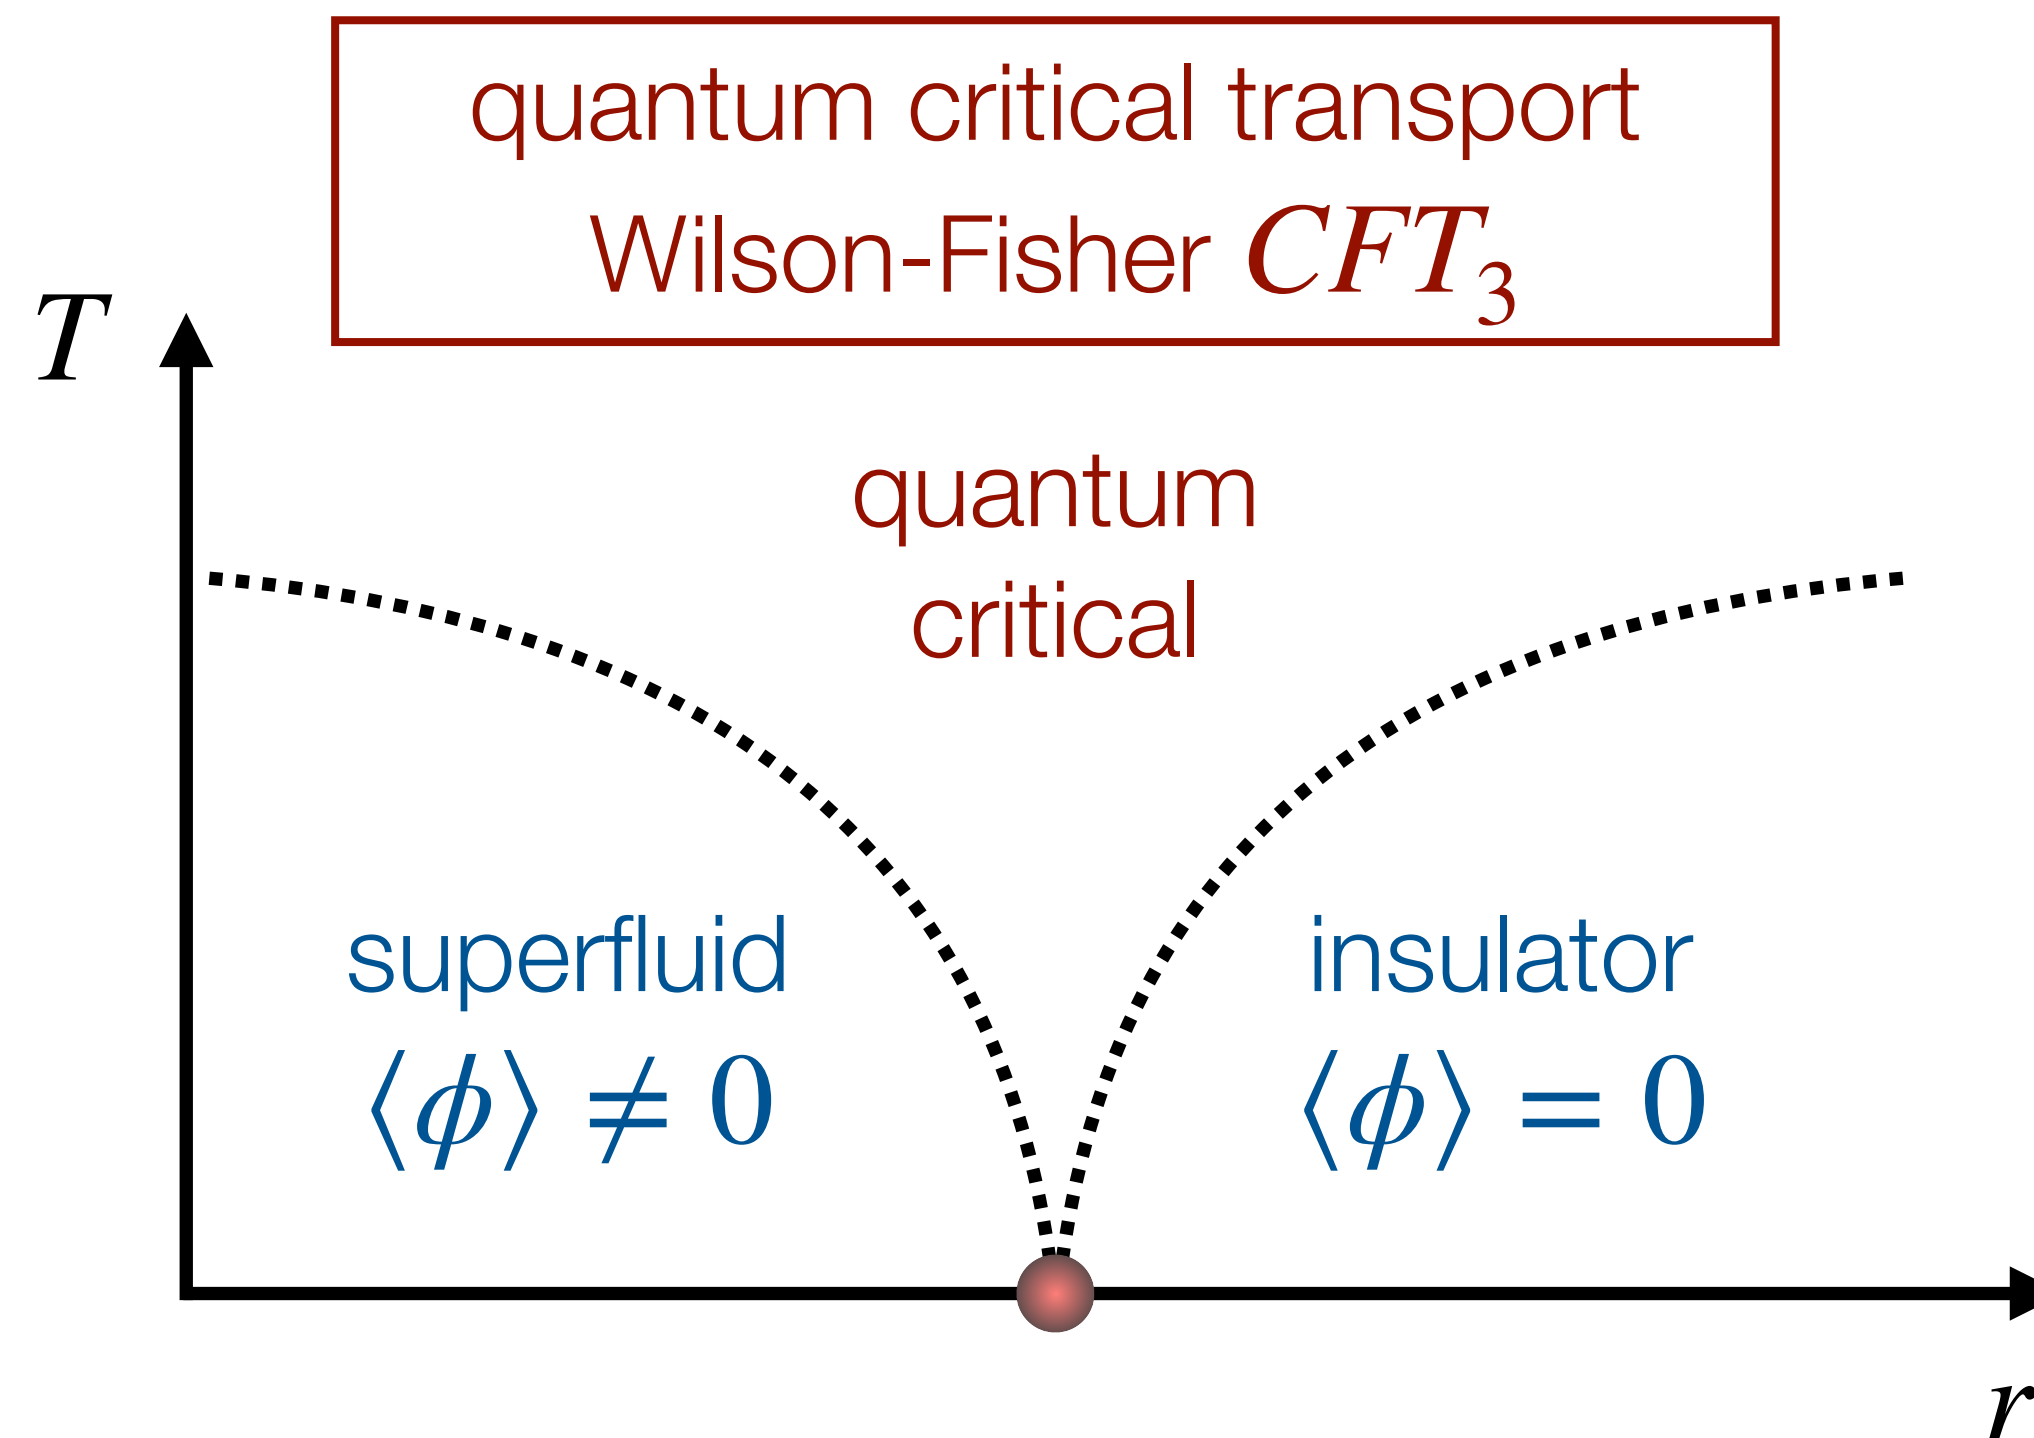 quantum critical transport
Wilson-Fisher CFT₃
T
quantum
critical
superfluid
⟨ϕ⟩ ≠ 0
insulator
⟨ϕ⟩ = 0
r